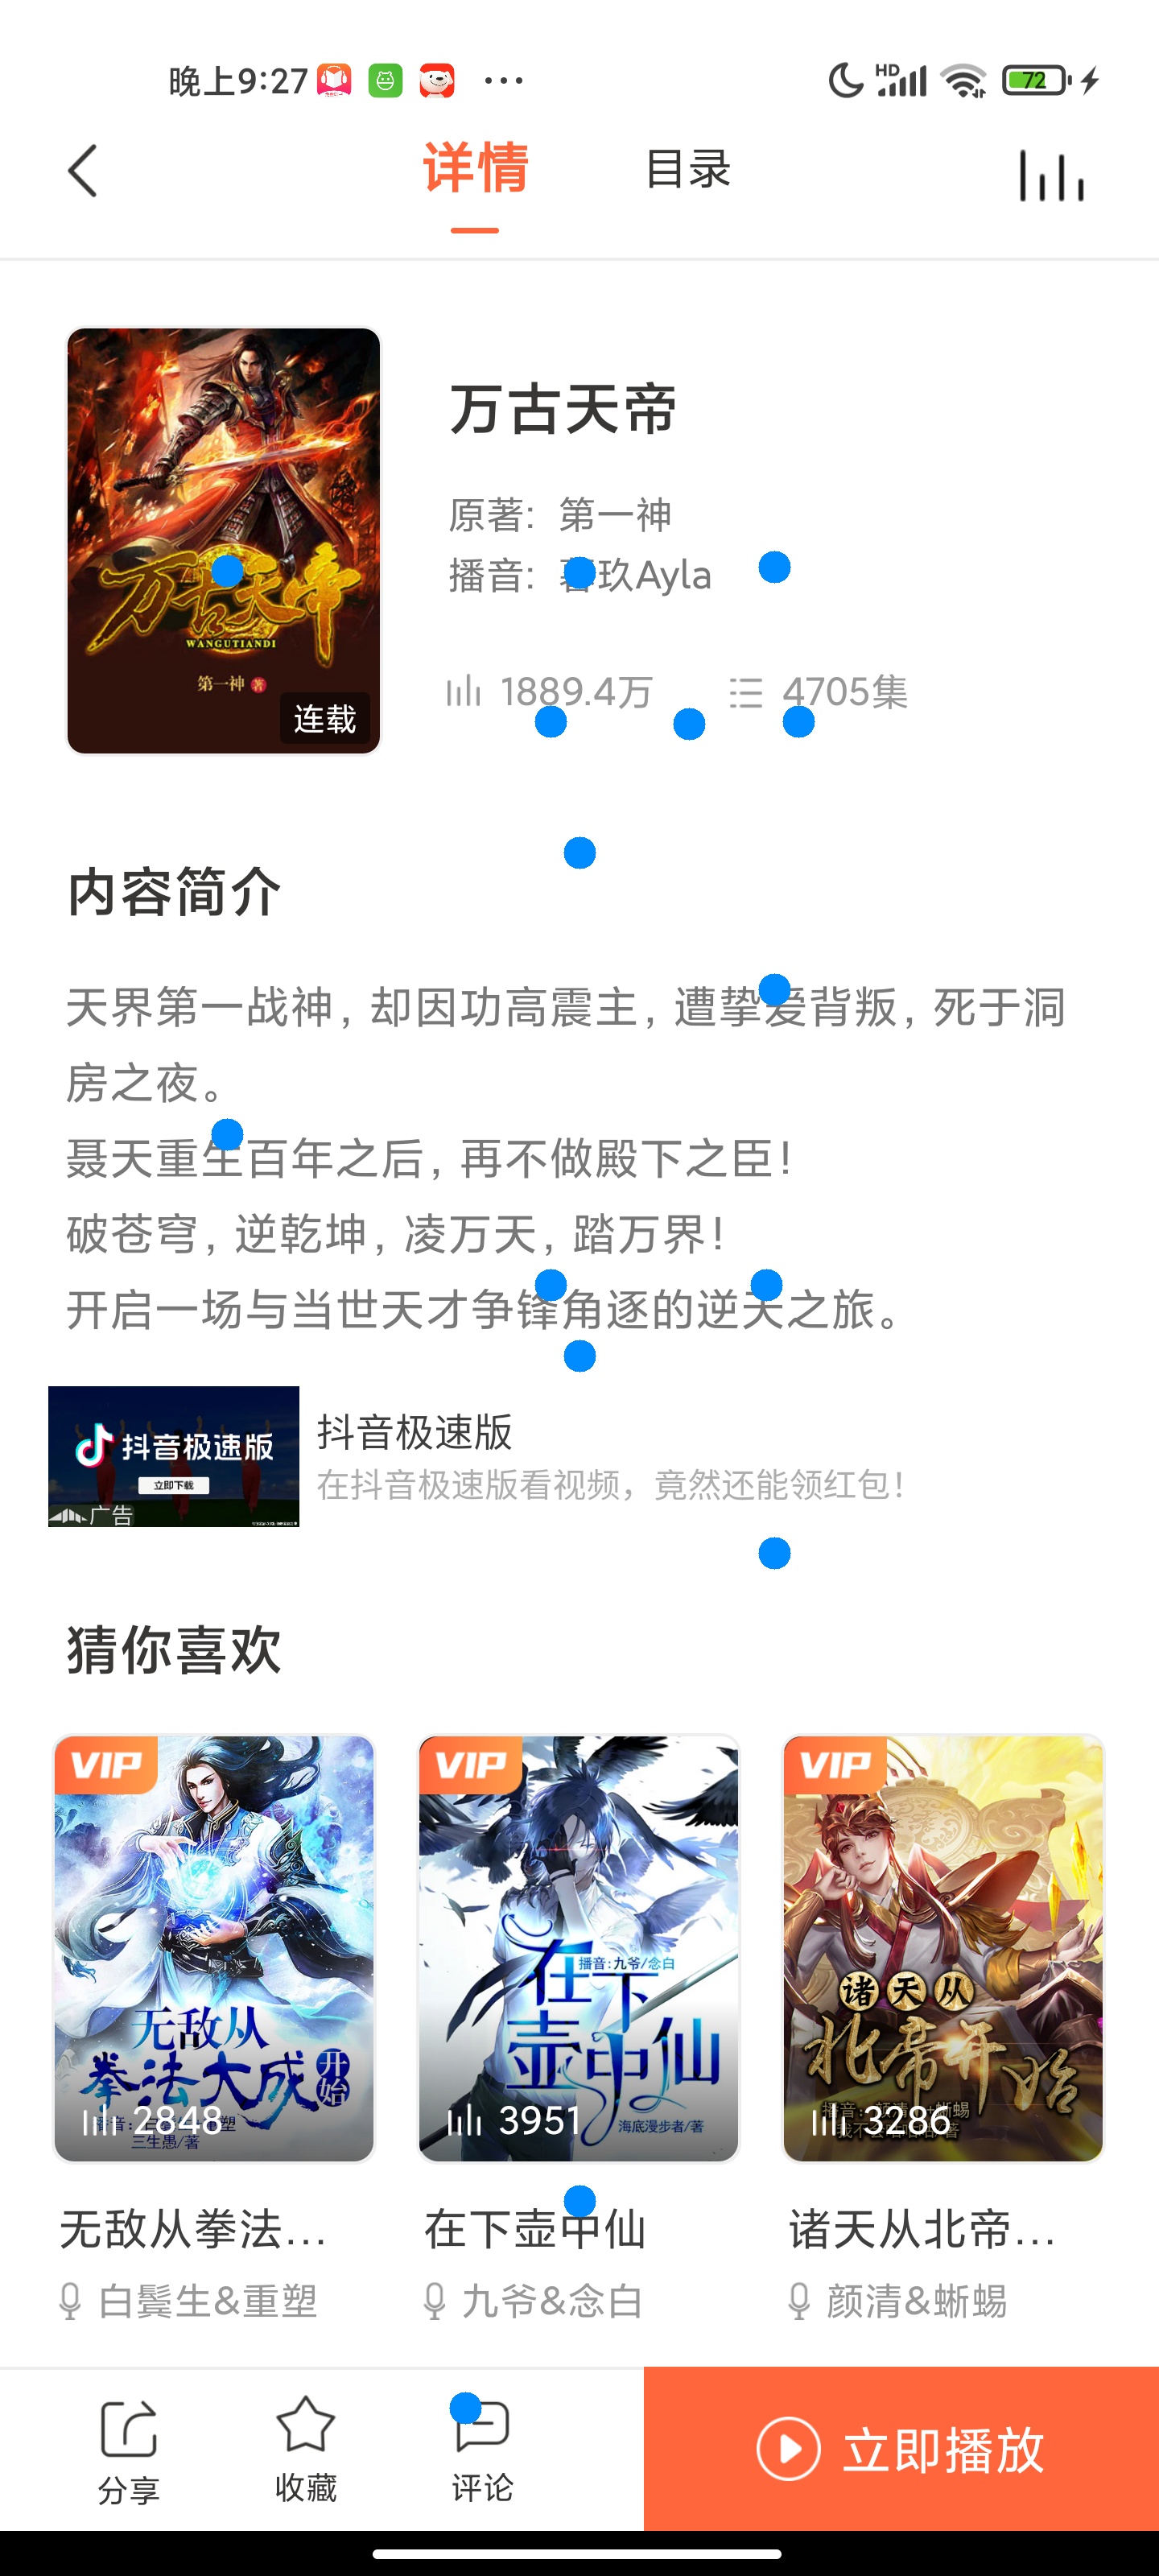 晚上9:27
HD
72
详情
目录
万古天帝
WANGUTIANDI
第一神 著
连载
万古天帝
原著: 第一神
播音: 暮玖Ayla
1889.4万
4705集
内容简介
天界第一战神, 却因功高震主, 遭挚爱背叛, 死于洞
房之夜。
聂天重生百年之后, 再不做殿下之臣!
破苍穹, 逆乾坤, 凌万天, 踏万界!
开启一场与当世天才争锋角逐的逆天之旅。
抖音极速版
立即下载
广告
抖音极速版
在抖音极速版看视频，竟然还能领红包!
猜你喜欢
VIP
无敌从
拳法大成
开始
2848
三生愚/著
VIP
播音:九爷/念白
在下
壶中仙
3951
海底漫步者/著
VIP
诸天从
北帝开始
3286
无敌从拳法...
在下壶中仙
诸天从北帝...
白鬓生&重塑
九爷&念白
颜清&蜥蜴
分享
收藏
评论
立即播放